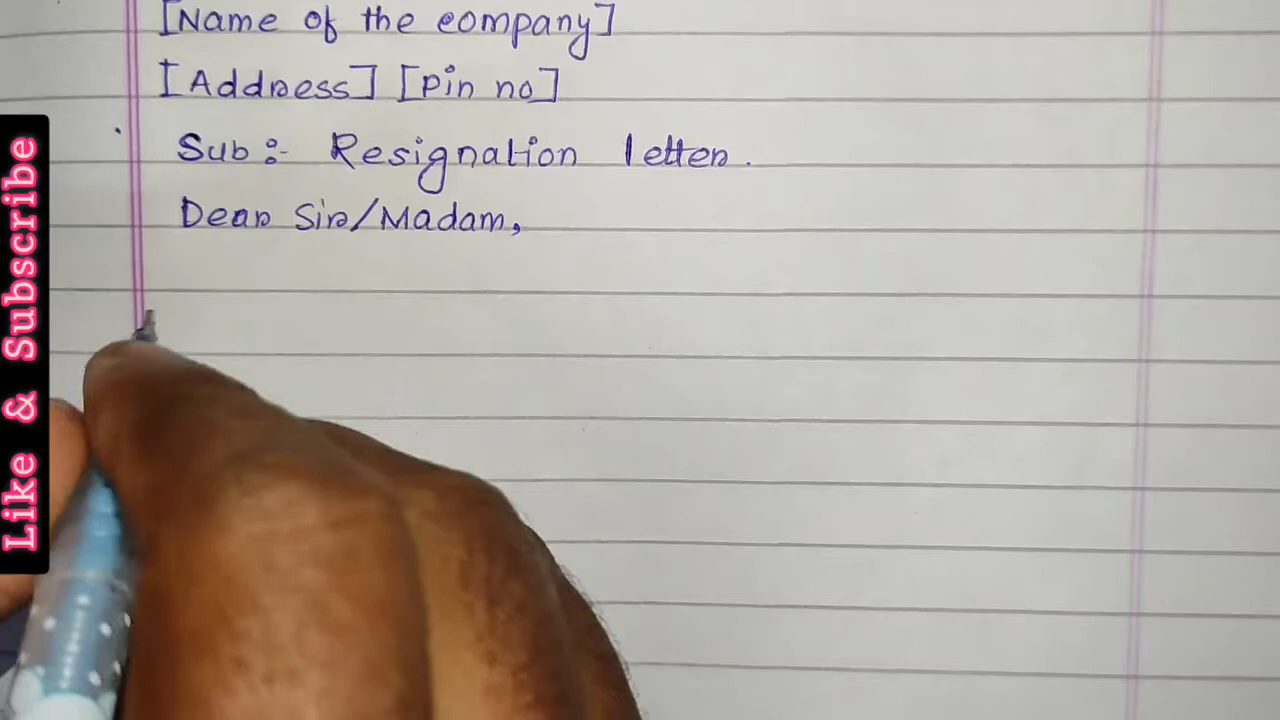 [Name of the company]
[Address] [Pin no]
Sub :- Resignation letter.
Dear Sir/Madam,
Like & Subscribe